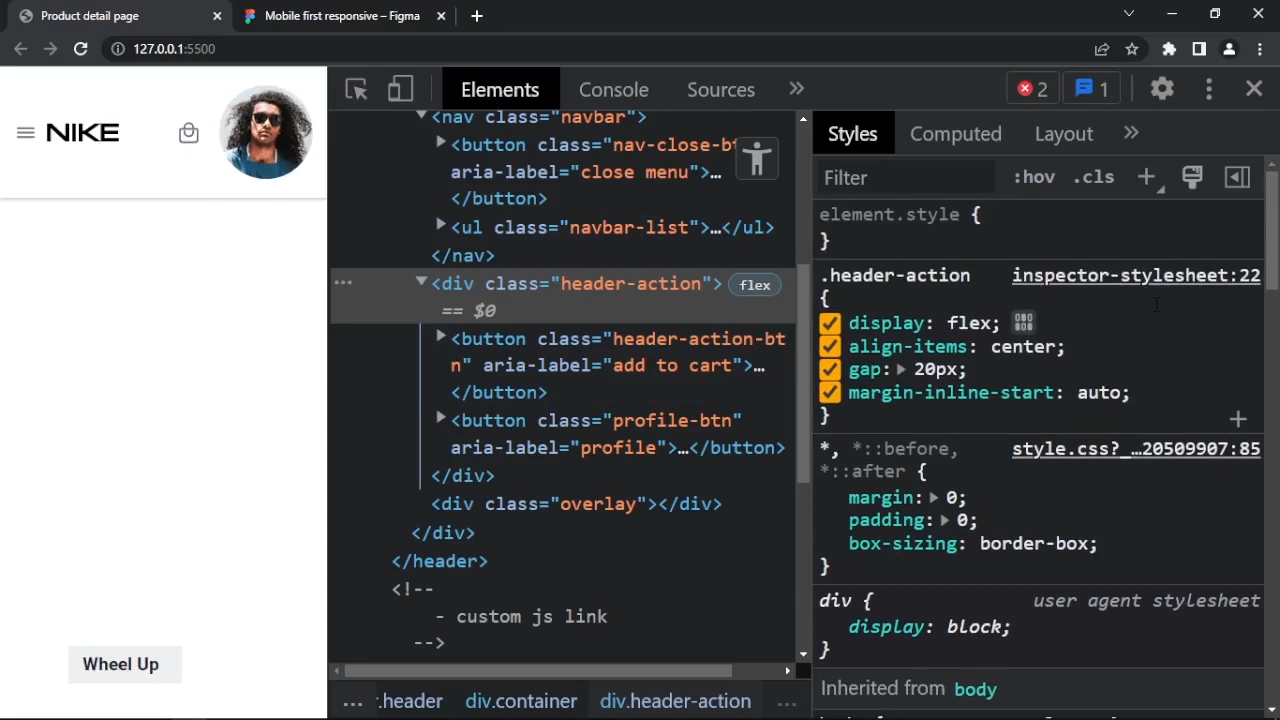 Product detail page
Mobile first responsive – Figma
127.0.0.1:5500
NIKE
Wheel Up
Elements
Console
Sources
2
1
<nav class="navbar">
<button class="nav-close-bt
aria-label="close menu">…
</button>
<ul class="navbar-list">…</ul>
</nav>
<div class="header-action"> flex
== $0
<button class="header-action-bt
n" aria-label="add to cart">…
</button>
<button class="profile-btn"
aria-label="profile">…</button>
</div>
<div class="overlay"></div>
</div>
</header>
<!--
- custom js link
-->
… .header div.container div.header-action …
Styles
Computed
Layout
Filter
:hov
.cls
element.style {
}
.header-action inspector-stylesheet:22
{
display: flex;
align-items: center;
gap: 20px;
margin-inline-start: auto;
}
*, *::before, style.css?_…20509907:85
*::after {
margin: 0;
padding: 0;
box-sizing: border-box;
}
div { user agent stylesheet
display: block;
}
Inherited from body